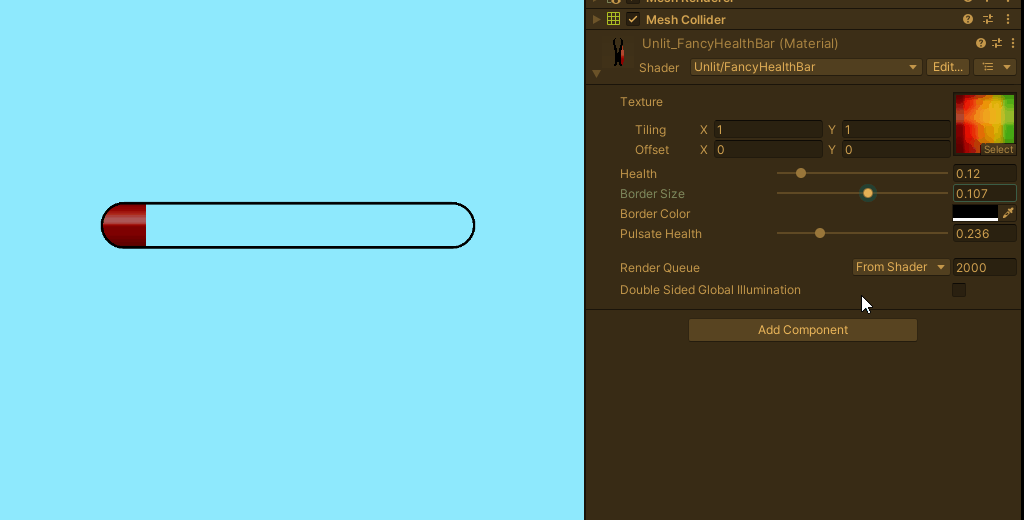 Mesh Renderer
Mesh Collider
Unlit_FancyHealthBar (Material)
Shader Unlit/FancyHealthBar Edit...
Texture
Tiling X 1 Y 1
Offset X 0 Y 0
Select
Health 0.12
Border Size 0.107
Border Color
Pulsate Health 0.236
Render Queue From Shader 2000
Double Sided Global Illumination
Add Component